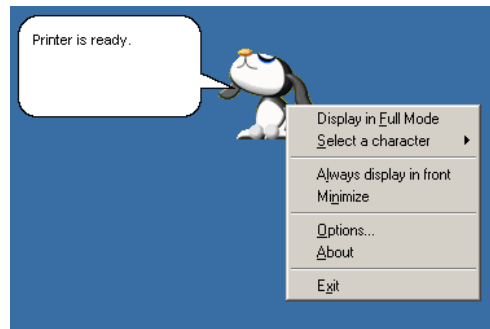 Printer is ready.
Display in Full Mode
Select a character
Always display in front
Minimize
Options...
About
Exit